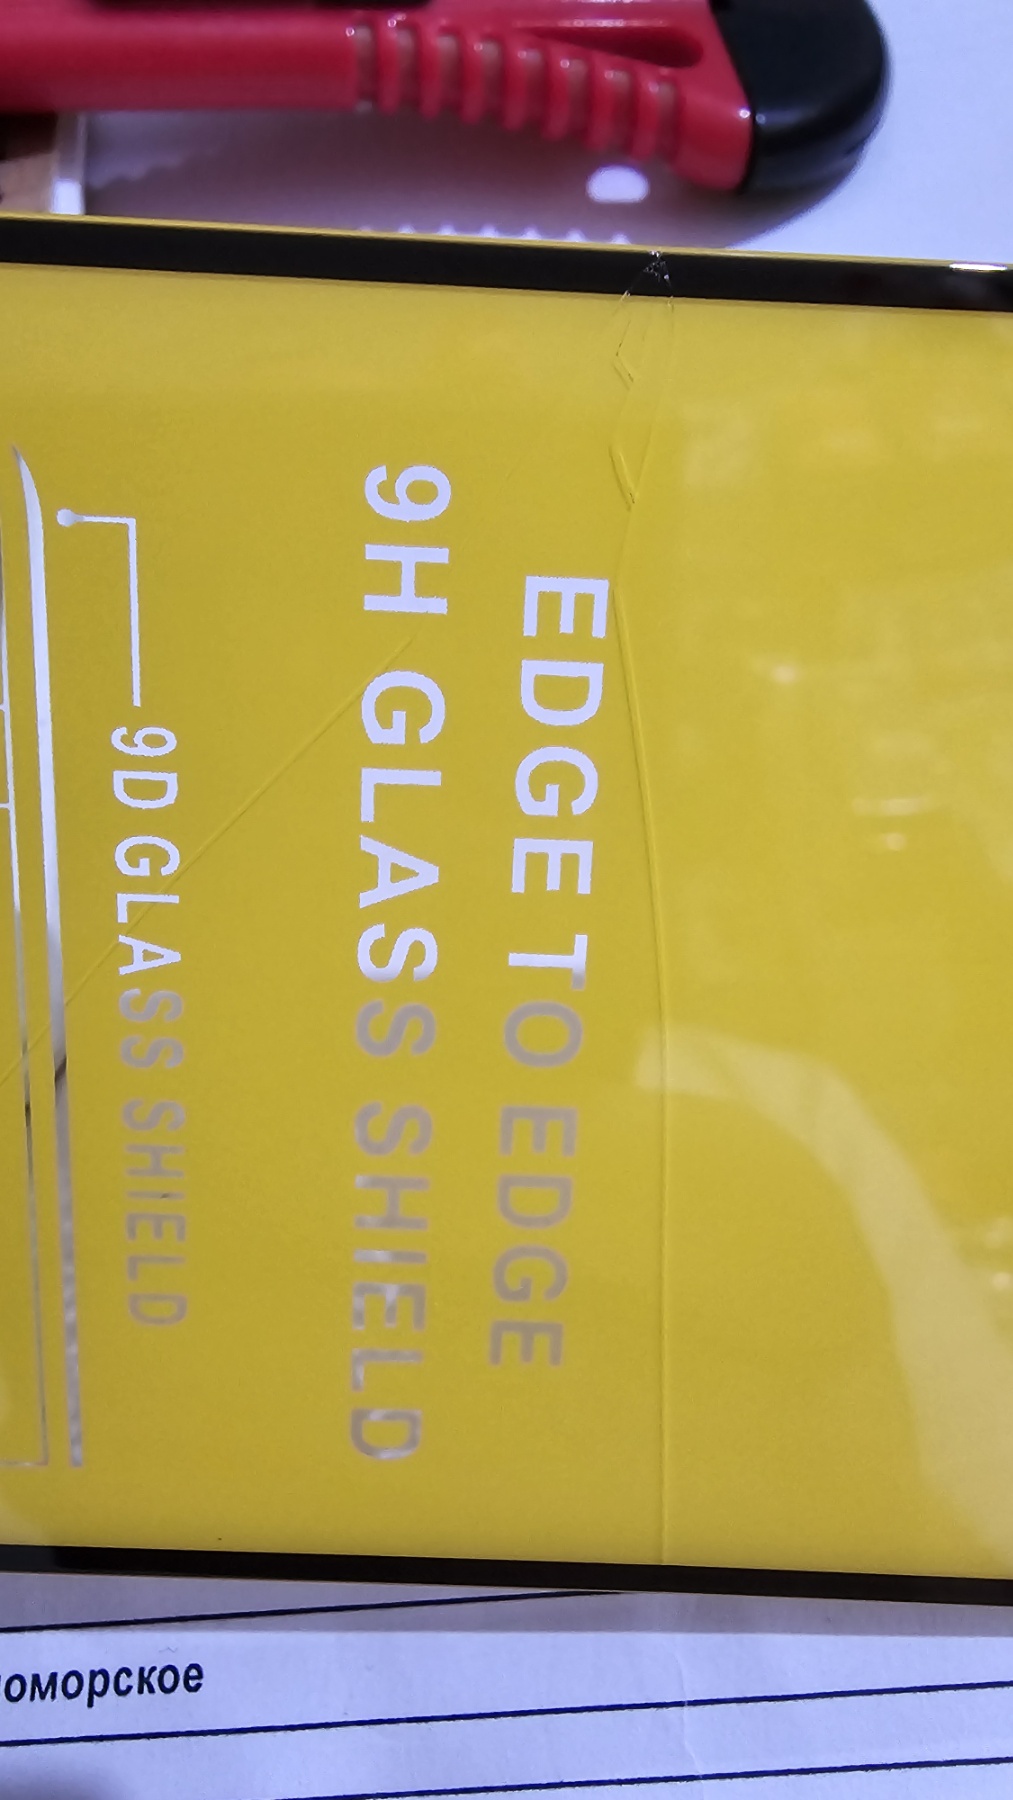 EDGE TO EDGE
9H GLASS SHIELD
9D GLASS SHIELD
оморское